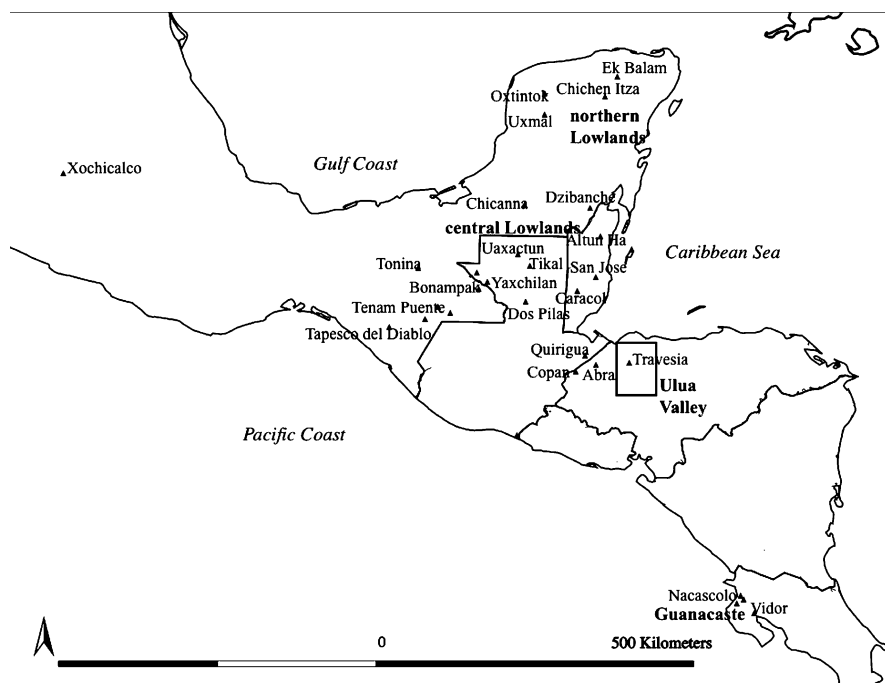 Ek Balam
Oxtintok
Chichen Itza
Uxmal
northern
Lowlands
Gulf Coast
Xochicalco
Chicanna
Dzibanche
central Lowlands
Altun Ha
Uaxactun
Caribbean Sea
Tonina
Tikal
San Jose
Bonampak
Yaxchilan
Caracol
Tenam Puente
Dos Pilas
Tapesco del Diablo
Quirigua
Travesia
Copan
Abra
Ulua
Valley
Pacific Coast
Nacascolo
Guanacaste
Vidor
0
500 Kilometers